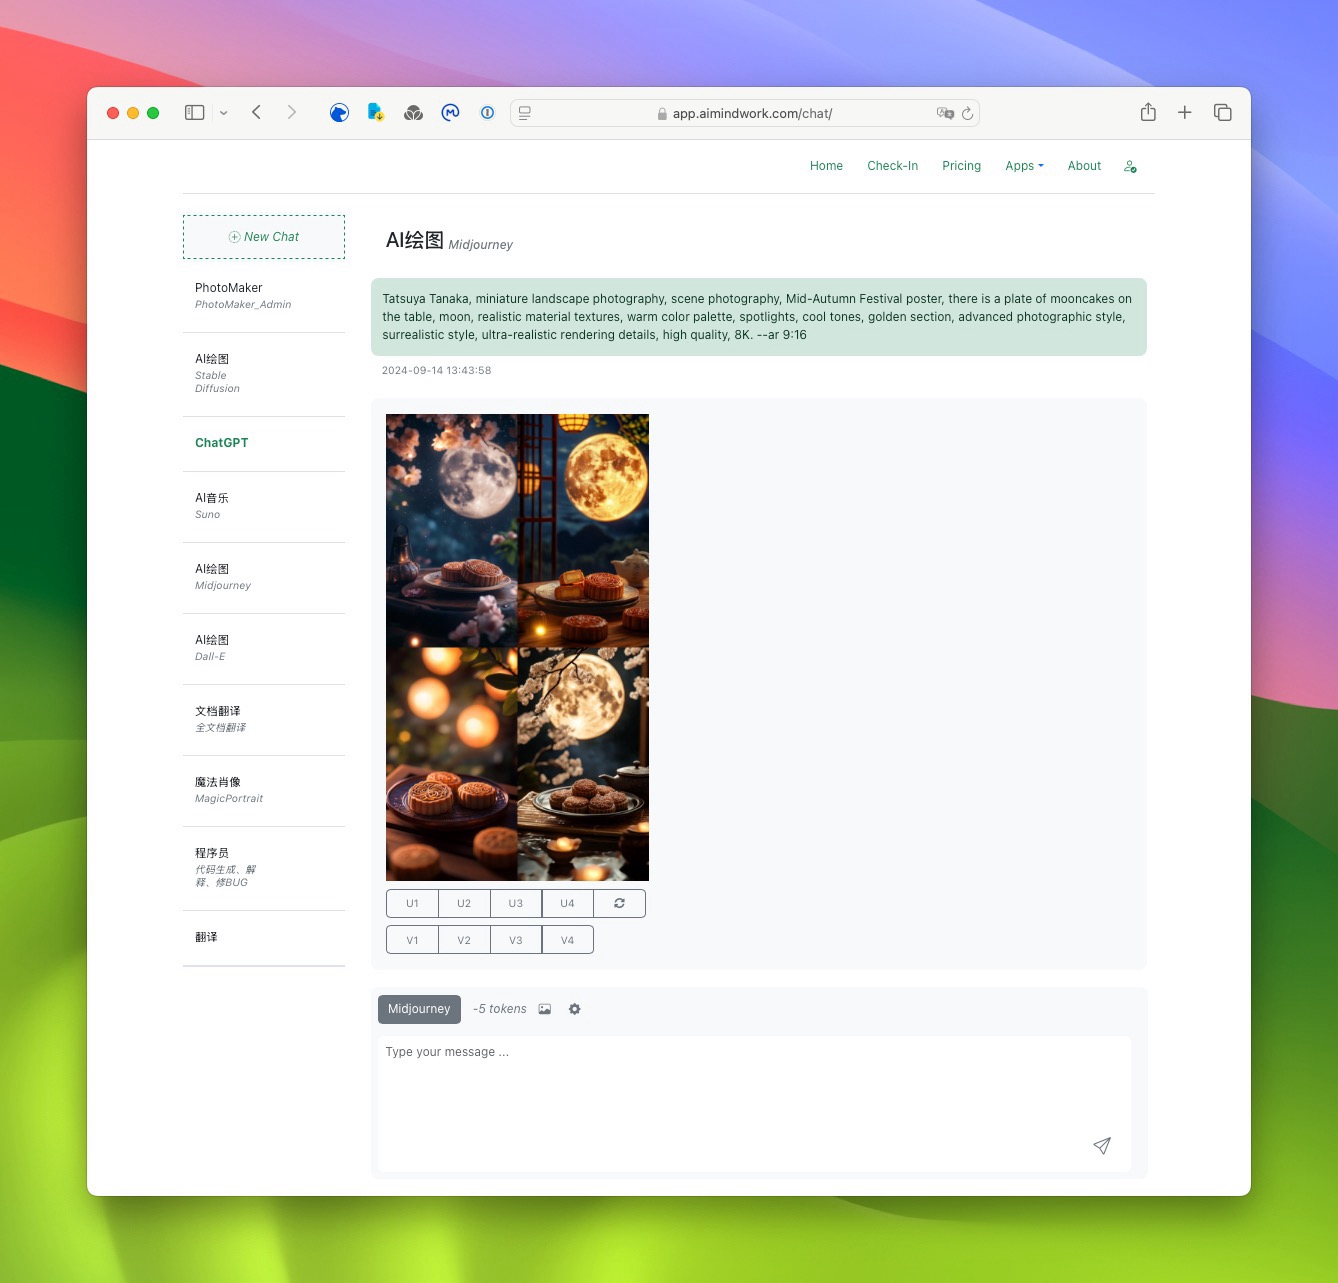 app.aimindwork.com/chat/
Home Check-In Pricing Apps About
New Chat
PhotoMaker
PhotoMaker_Admin
AI绘图
Stable
Diffusion
ChatGPT
AI音乐
Suno
AI绘图
Midjourney
AI绘图
Dall-E
文档翻译
全文档翻译
魔法肖像
MagicPortrait
程序员
代码生成、解
释、修BUG
翻译
AI绘图 Midjourney
Tatsuya Tanaka, miniature landscape photography, scene photography, Mid-Autumn Festival poster, there is a plate of mooncakes on
the table, moon, realistic material textures, warm color palette, spotlights, cool tones, golden section, advanced photographic style,
surrealistic style, ultra-realistic rendering details, high quality, 8K. --ar 9:16
2024-09-14 13:43:58
U1 U2 U3 U4
V1 V2 V3 V4
Midjourney -5 tokens
Type your message ...